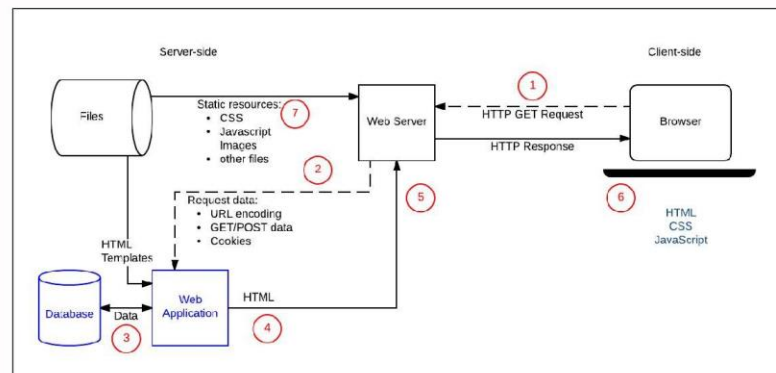 Server-side
Client-side
Files
Static resources:
• CSS
• Javascript
Images
• other files
7
Web Server
1
HTTP GET Request
HTTP Response
Browser
2
Request data:
• URL encoding
• GET/POST data
• Cookies
5
6
HTML
CSS
JavaScript
HTML
Templates
Database
Data
3
Web
Application
HTML
4